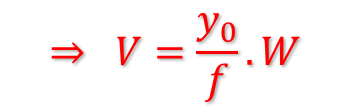 ⇒ V = y₀/f . W